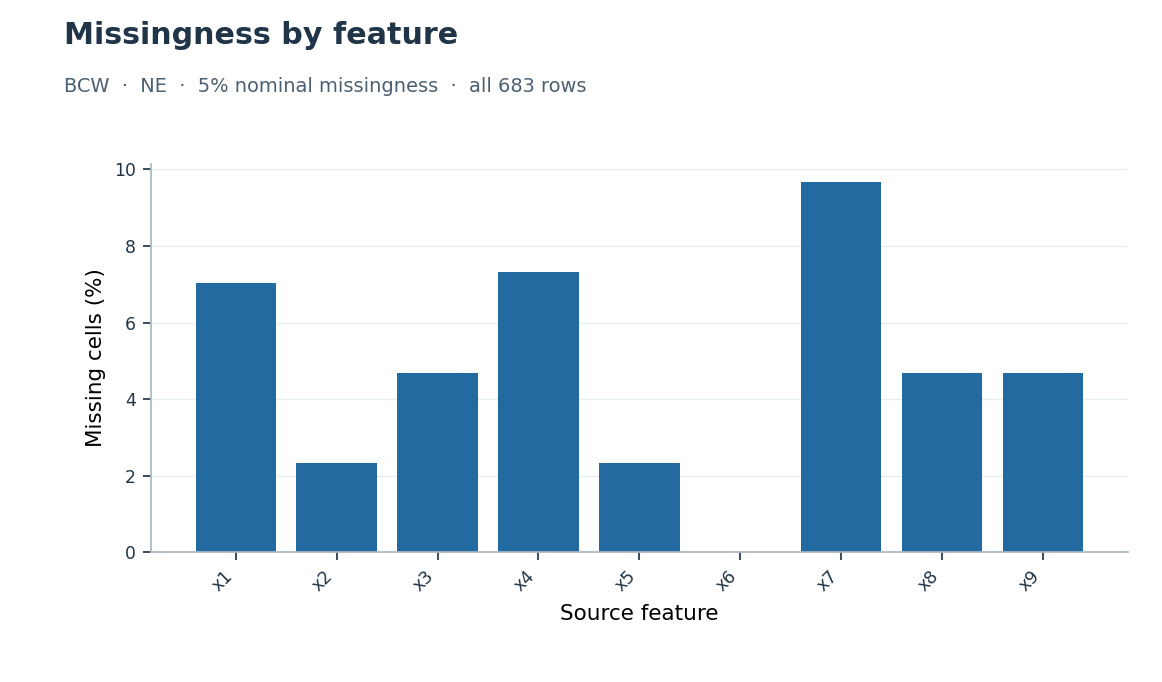 Missingness by feature
BCW · NE · 5% nominal missingness · all 683 rows
10
8
6
4
2
0
Missing cells (%)
x1 x2 x3 x4 x5 x6 x7 x8 x9
Source feature